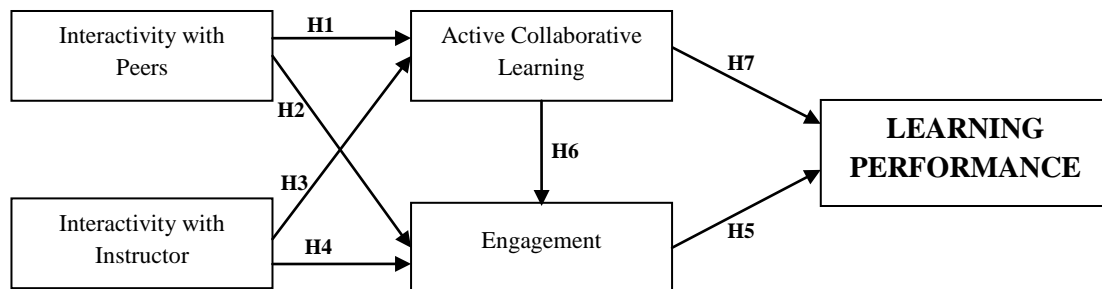 Interactivity with
Peers
H1
Active Collaborative
Learning
H7
H2
LEARNING
PERFORMANCE
H6
H3
Interactivity with
Instructor
H4
Engagement
H5